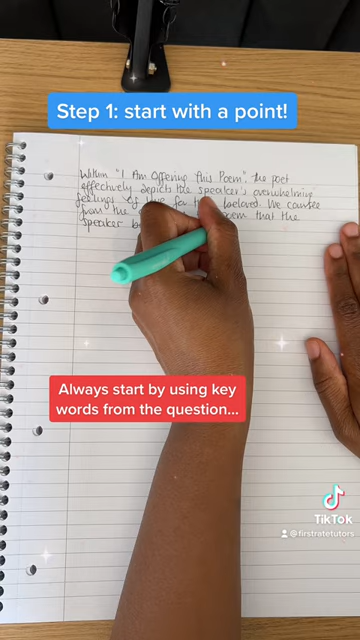 Step 1: start with a point!
Within "I Am Offering This Poem", the poet
effectively depicts the speaker's overwhelming
feelings of love for beloved. We can see
from the poem that the
speaker
Always start by using key
words from the question...
TikTok
@firstratetutors